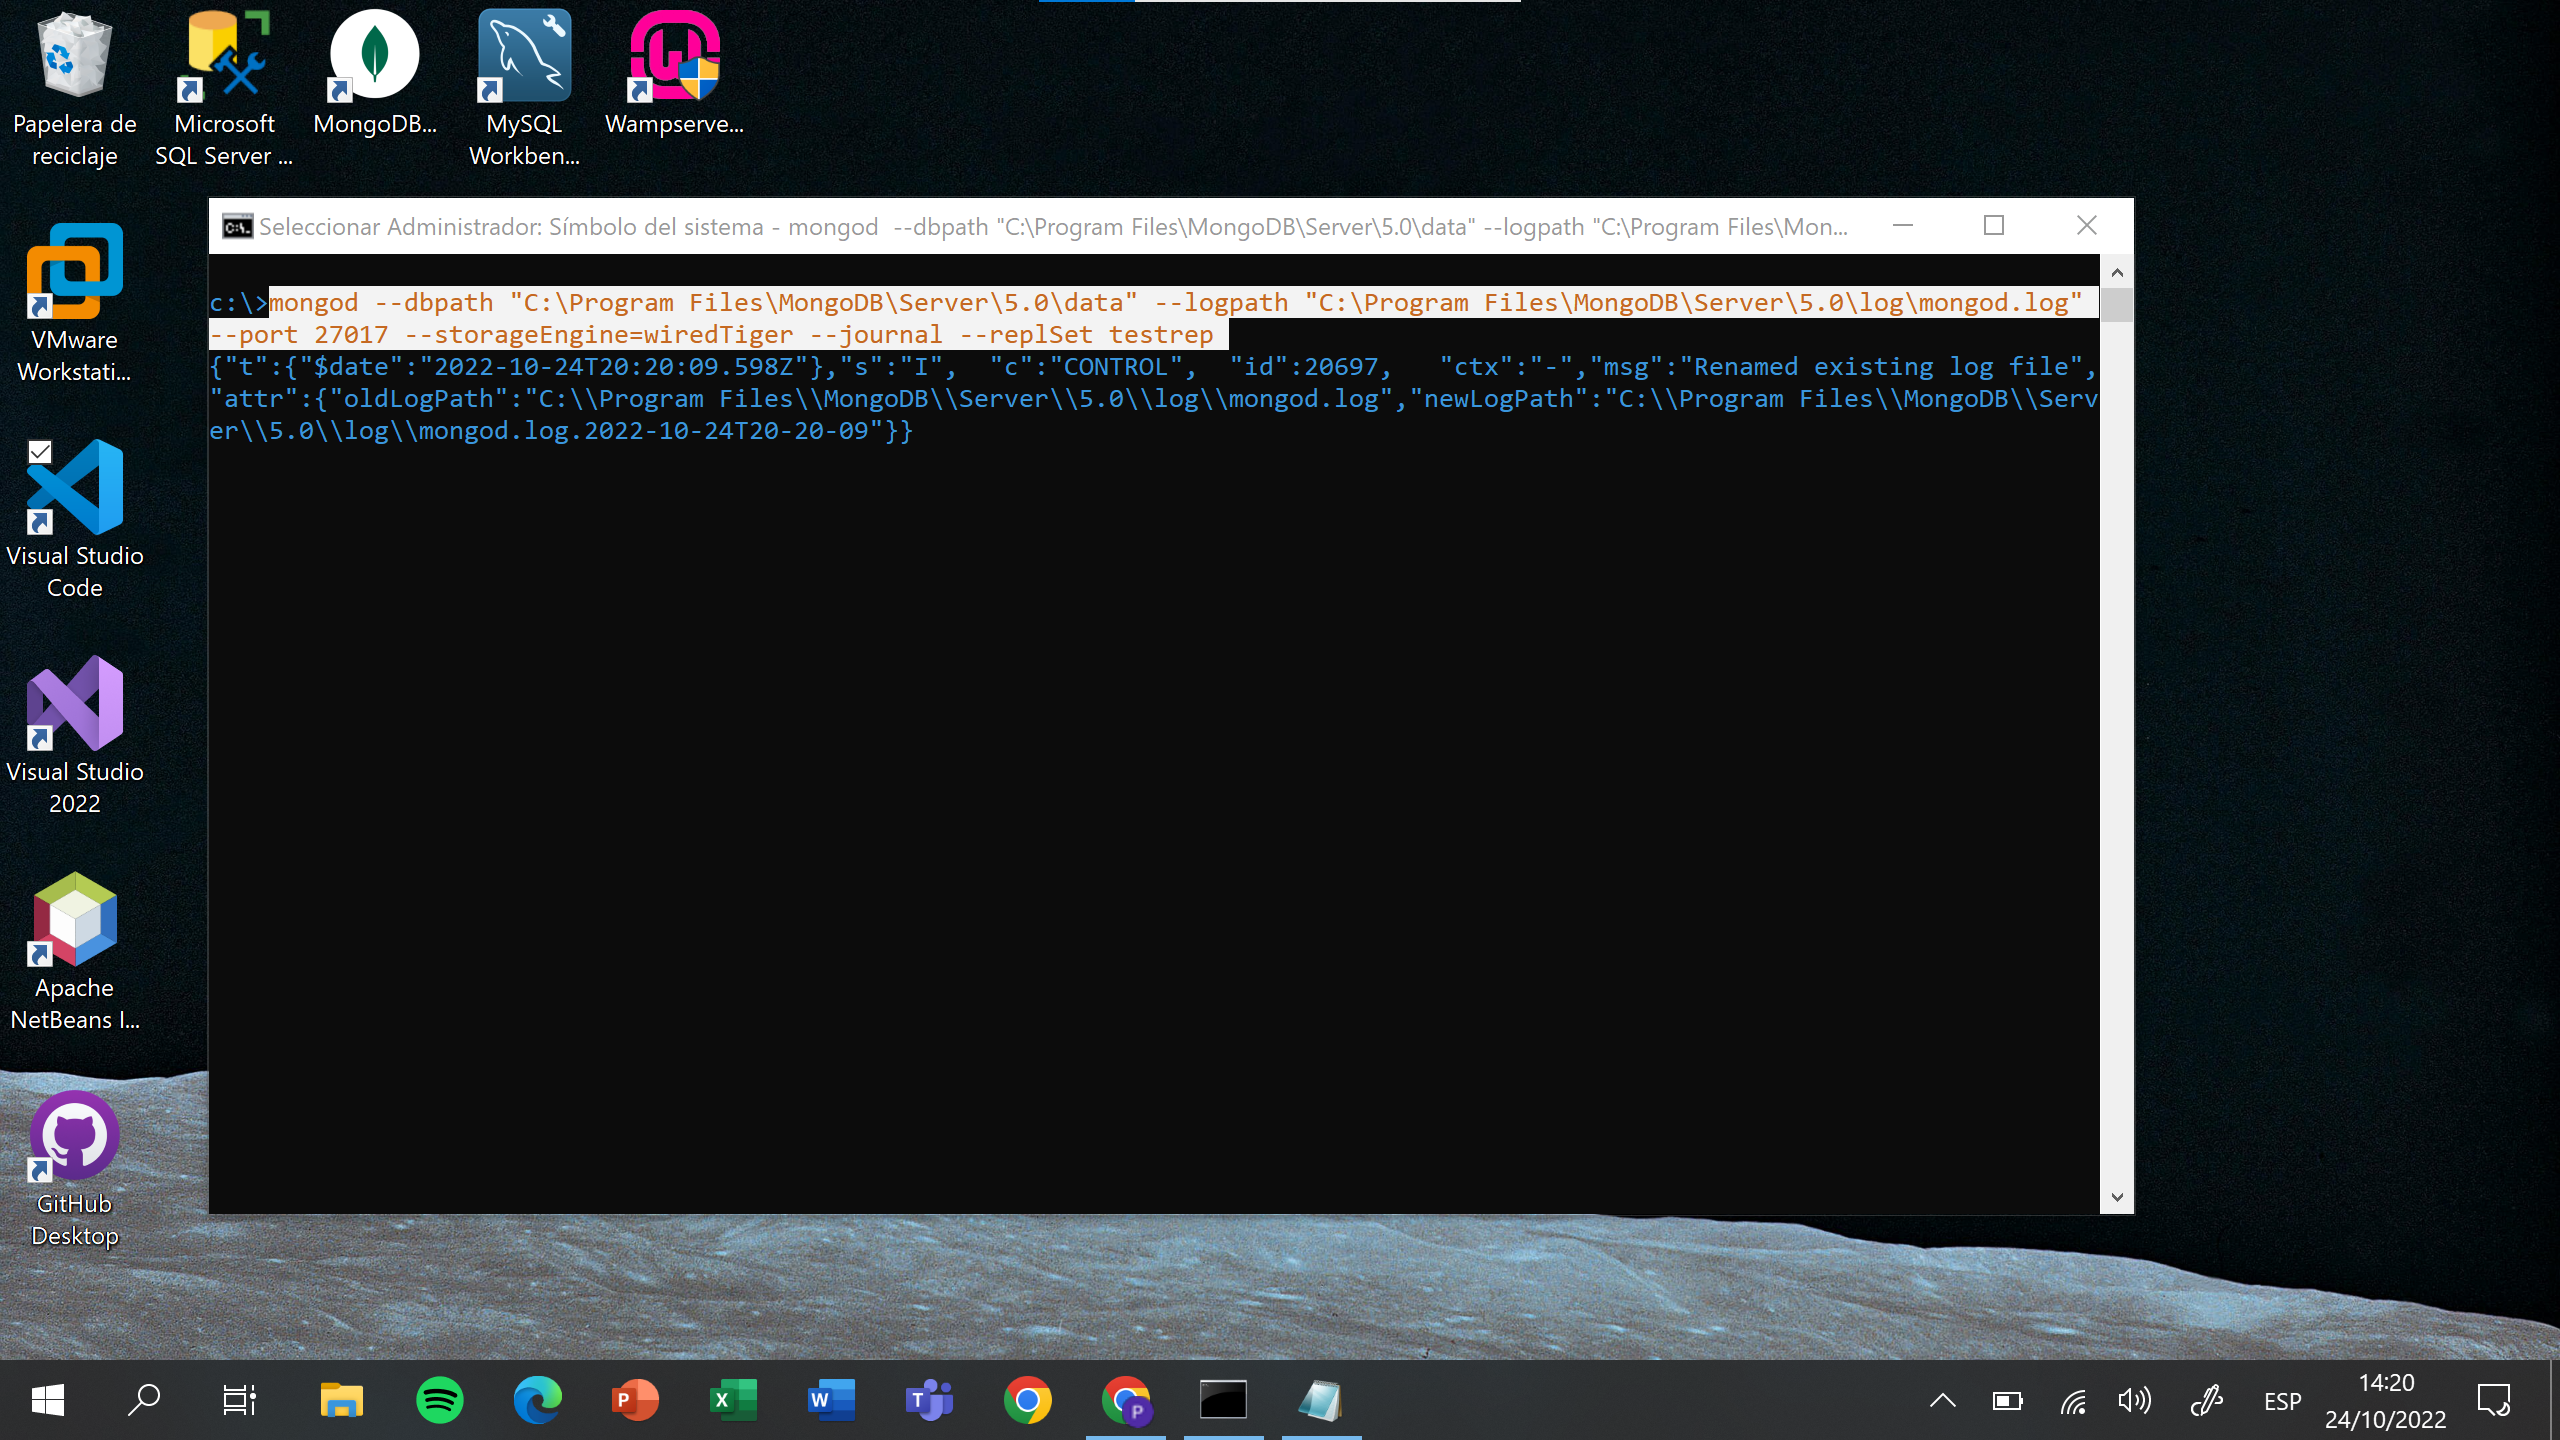 Papelera de
reciclaje
Microsoft
SQL Server ...
MongoDB...
MySQL
Workben...
Wampserve...
VMware
Workstati...
Visual Studio
Code
Visual Studio
2022
Apache
NetBeans I...
GitHub
Desktop
Seleccionar Administrador: Símbolo del sistema - mongod  --dbpath "C:\Program Files\MongoDB\Server\5.0\data" --logpath "C:\Program Files\Mon...
c:\>mongod --dbpath "C:\Program Files\MongoDB\Server\5.0\data" --logpath "C:\Program Files\MongoDB\Server\5.0\log\mongod.log"
--port 27017 --storageEngine=wiredTiger --journal --replSet testrep
{"t":{"$date":"2022-10-24T20:20:09.598Z"},"s":"I",  "c":"CONTROL",  "id":20697,   "ctx":"-","msg":"Renamed existing log file",
"attr":{"oldLogPath":"C:\\Program Files\\MongoDB\\Server\\5.0\\log\\mongod.log","newLogPath":"C:\\Program Files\\MongoDB\\Serv
er\\5.0\\log\\mongod.log.2022-10-24T20-20-09"}}
ESP
14:20
24/10/2022